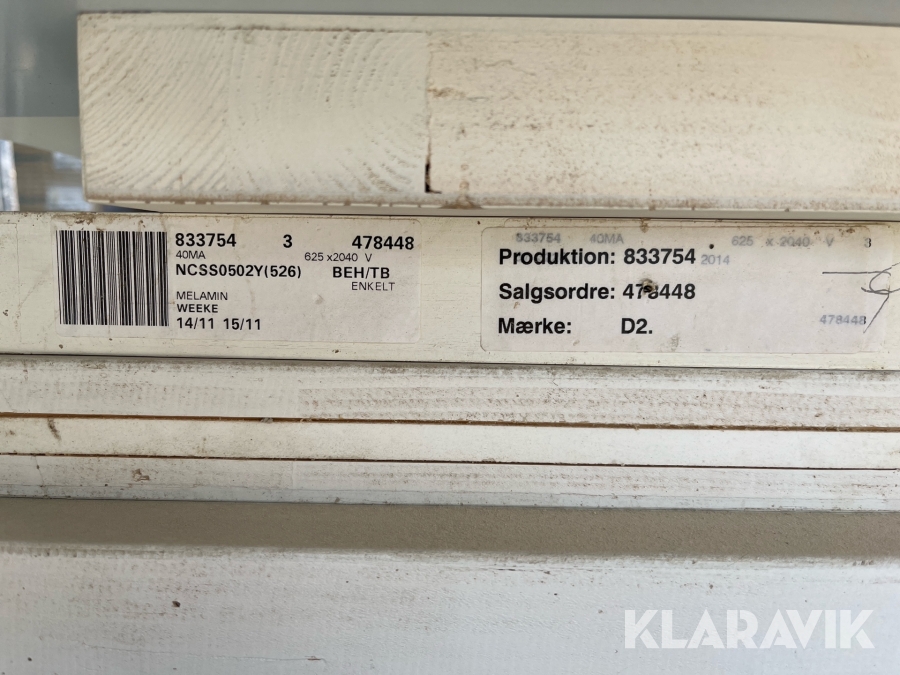 833754 3 478448
40MA 625 x2040 V
NCSS0502Y(526) BEH/TB
ENKELT
MELAMIN
WEEKE
14/11 15/11
833754 40MA 625 x 2040 V 3
Produktion: 833754 2014
Salgsordre: 478448
Mærke: D2.
478448
KLARAVIK